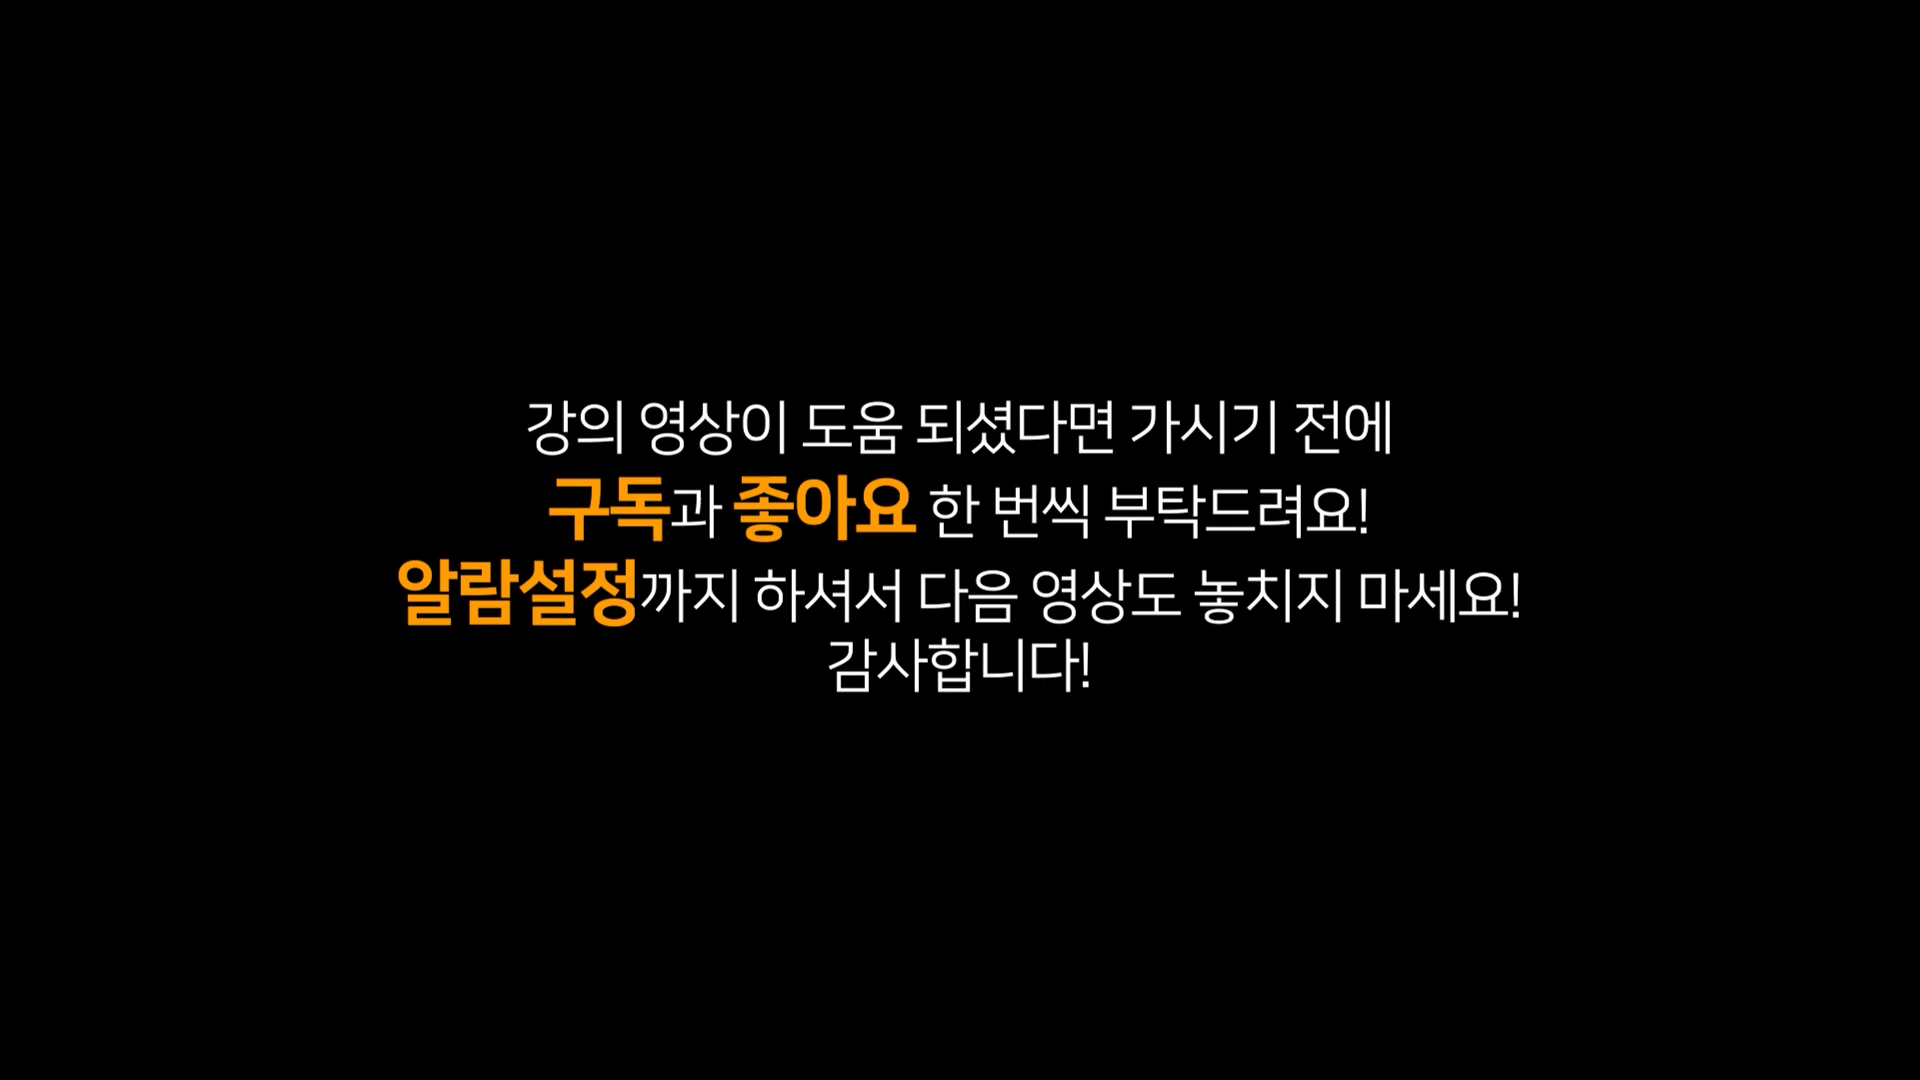 강의 영상이 도움 되셨다면 가시기 전에
구독과 좋아요 한 번씩 부탁드려요!
알람설정까지 하셔서 다음 영상도 놓치지 마세요!
감사합니다!